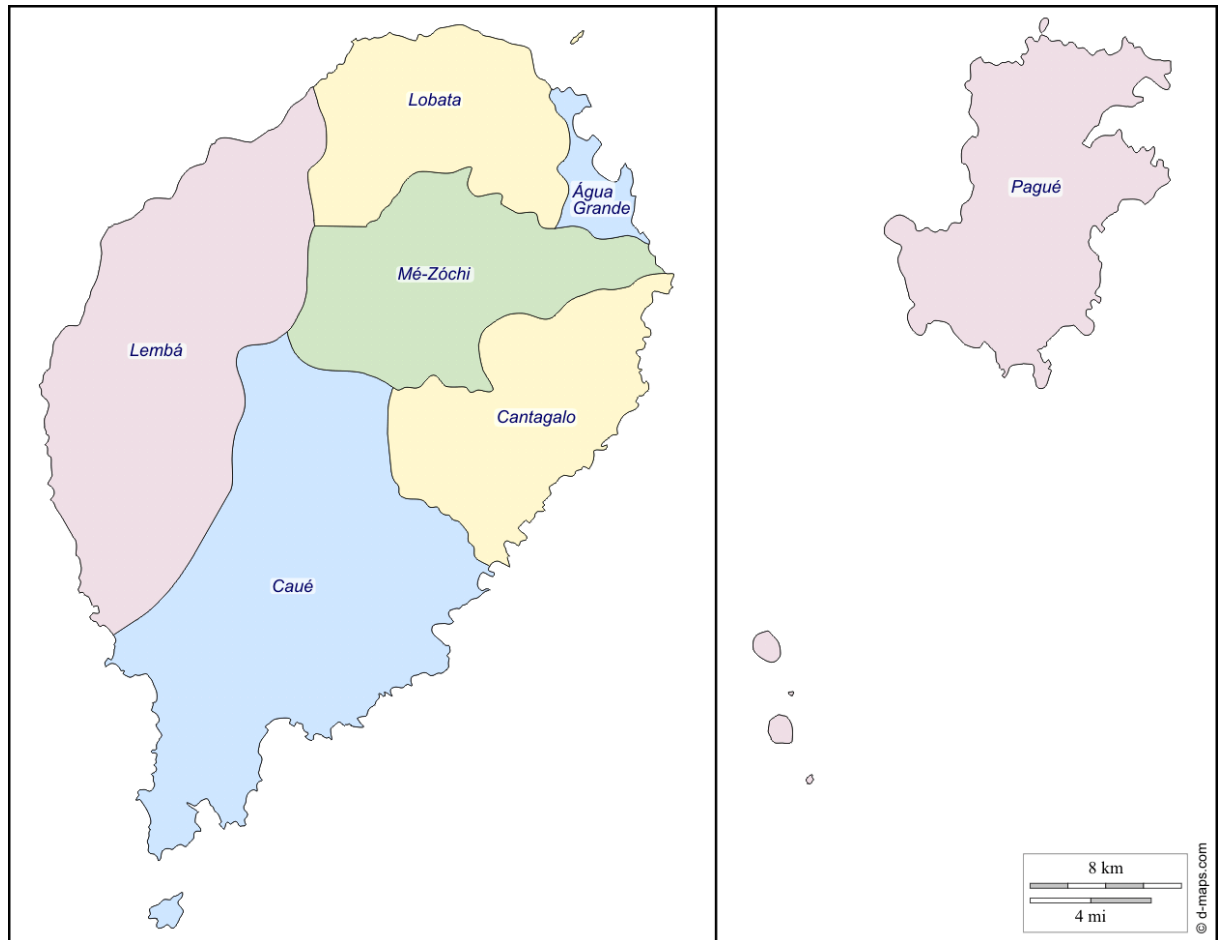 Lobata
Água
Grande
Pagué
Mé-Zóchi
Lembá
Cantagalo
Caué
8 km
4 mi
© d-maps.com